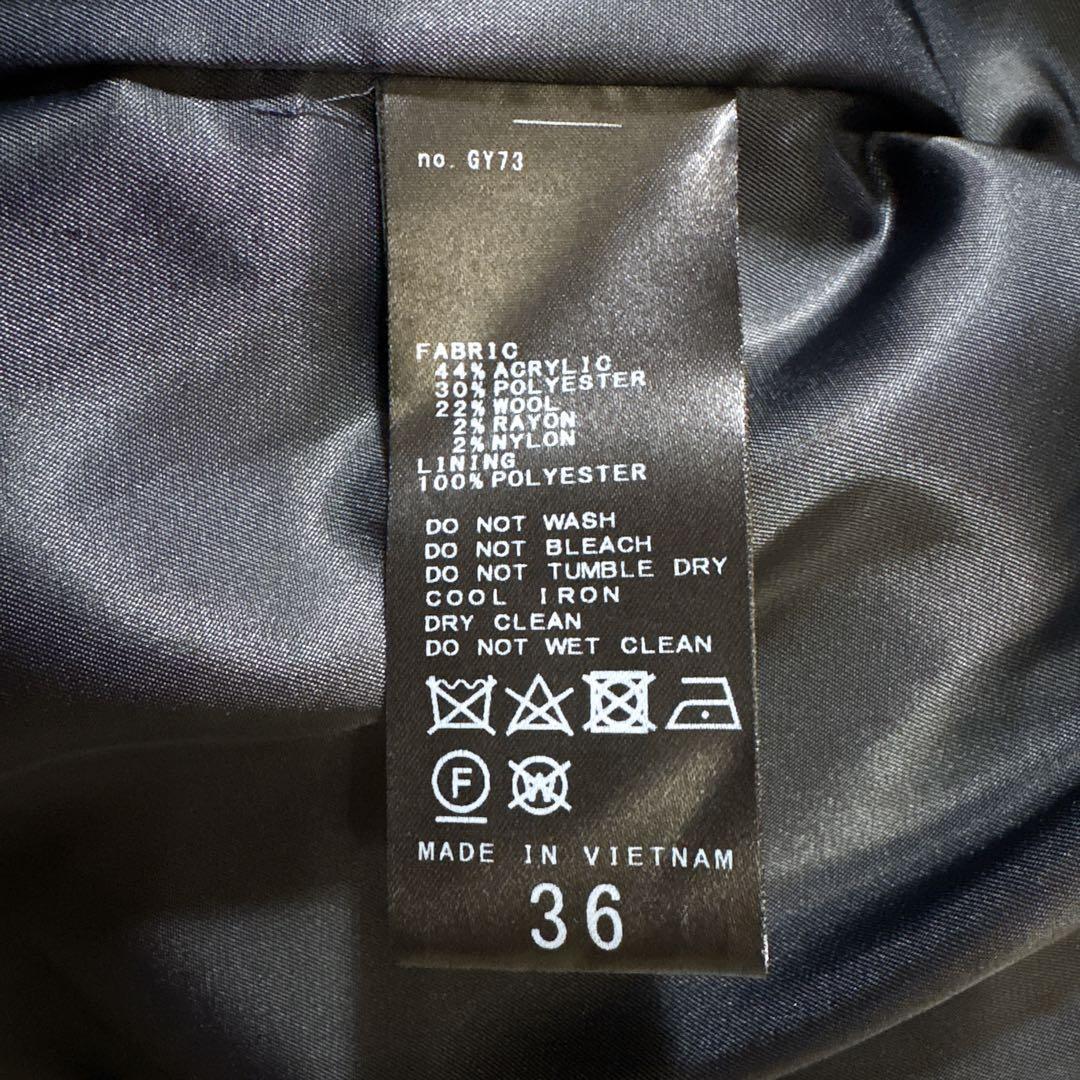 no. GY73
FABRIC
44% ACRYLIC
30% POLYESTER
22% WOOL
2% RAYON
2% NYLON
LINING
100% POLYESTER
DO NOT WASH
DO NOT BLEACH
DO NOT TUMBLE DRY
COOL IRON
DRY CLEAN
DO NOT WET CLEAN
F W
MADE IN VIETNAM
36